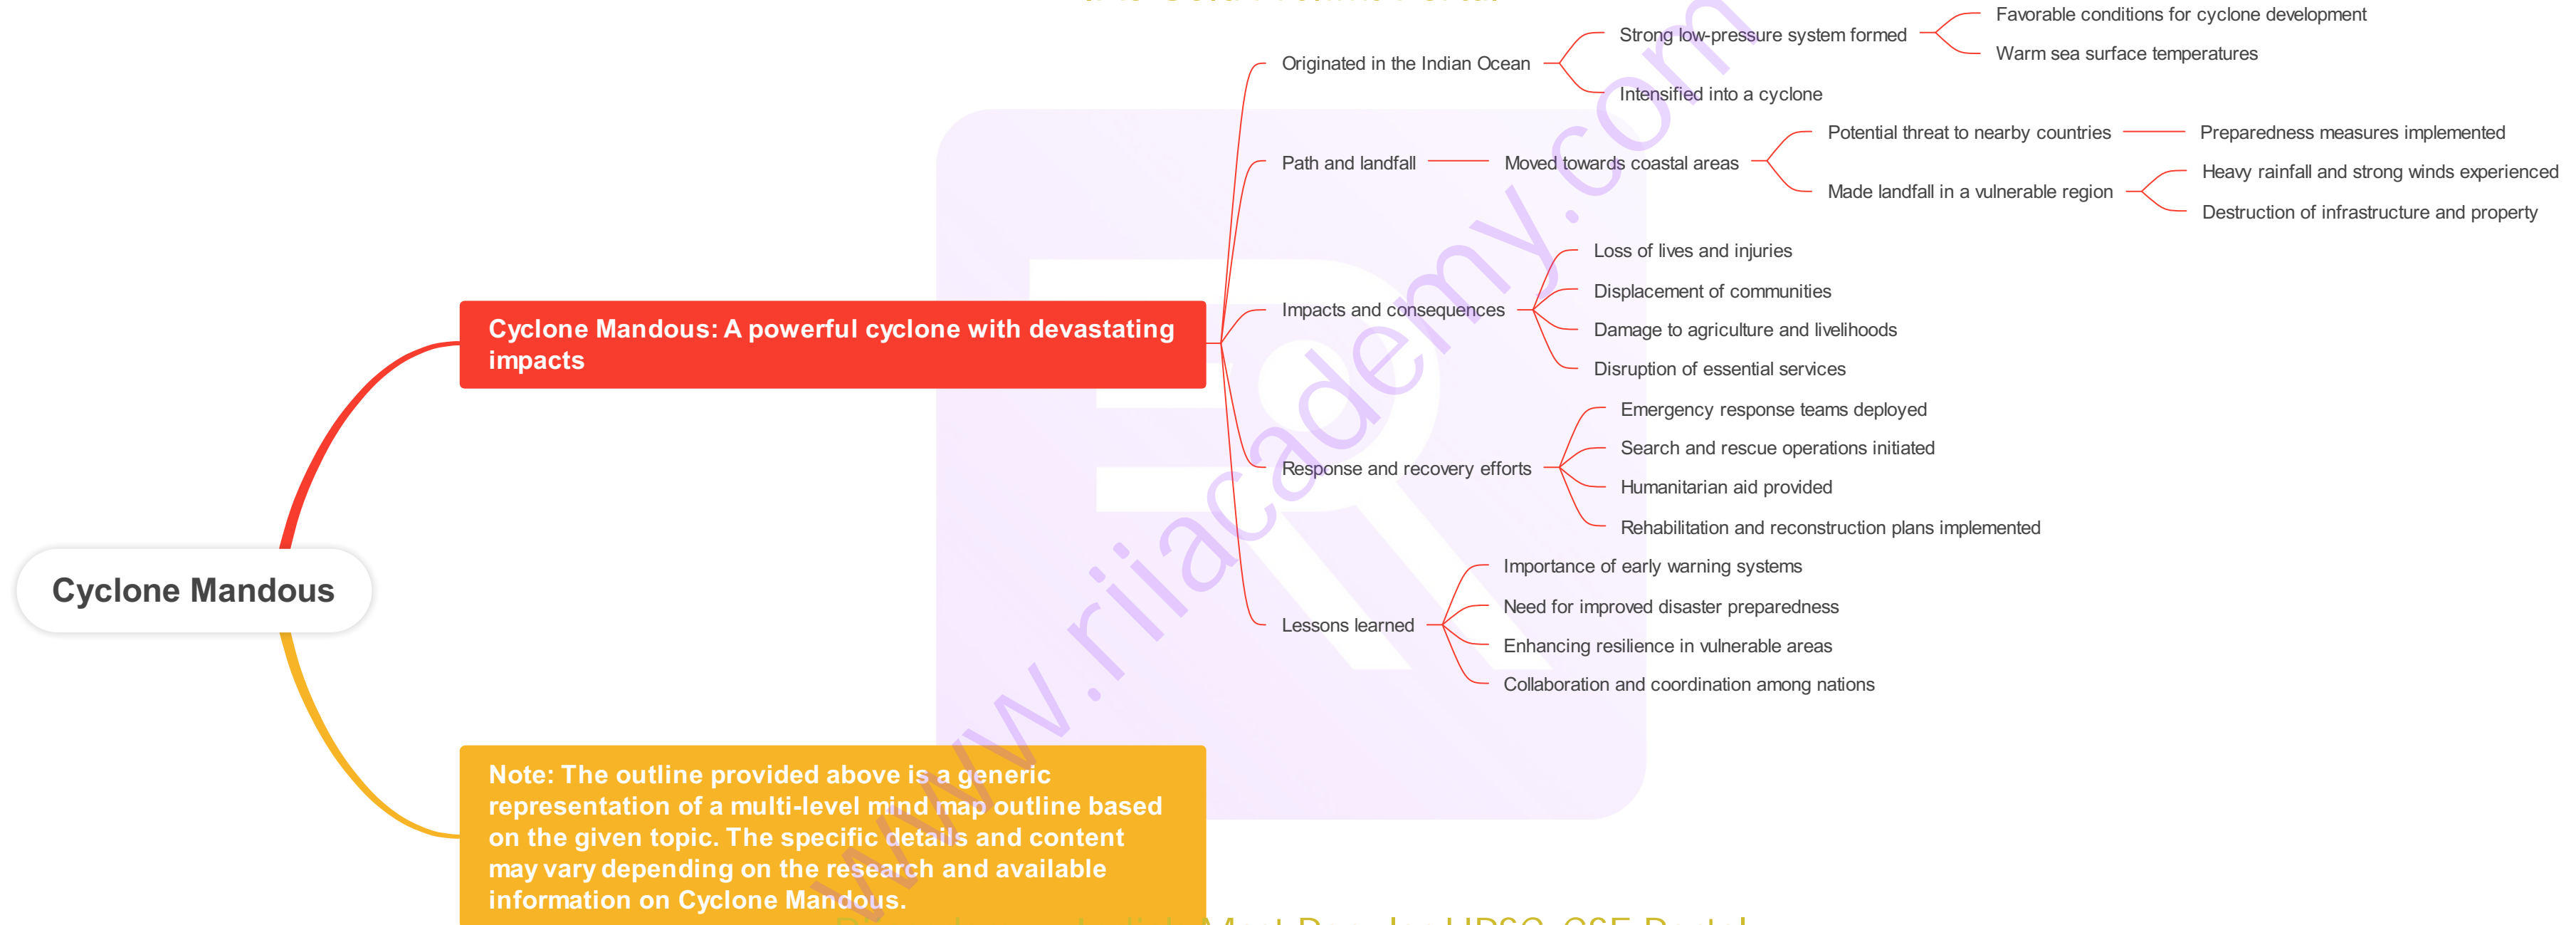 Favorable conditions for cyclone development
Strong low-pressure system formed
Warm sea surface temperatures
Originated in the Indian Ocean
Intensified into a cyclone
Potential threat to nearby countries
Preparedness measures implemented
Path and landfall
Moved towards coastal areas
Heavy rainfall and strong winds experienced
Made landfall in a vulnerable region
Destruction of infrastructure and property
Loss of lives and injuries
Displacement of communities
Impacts and consequences
Damage to agriculture and livelihoods
Disruption of essential services
Cyclone Mandous: A powerful cyclone with devastating
impacts
Emergency response teams deployed
Search and rescue operations initiated
Response and recovery efforts
Humanitarian aid provided
Rehabilitation and reconstruction plans implemented
Importance of early warning systems
Need for improved disaster preparedness
Lessons learned
Enhancing resilience in vulnerable areas
Collaboration and coordination among nations
Cyclone Mandous
Note: The outline provided above is a generic
representation of a multi-level mind map outline based
on the given topic. The specific details and content
may vary depending on the research and available
information on Cyclone Mandous.
www.riiacademy.com
Most Popular UPSC CSE Portal